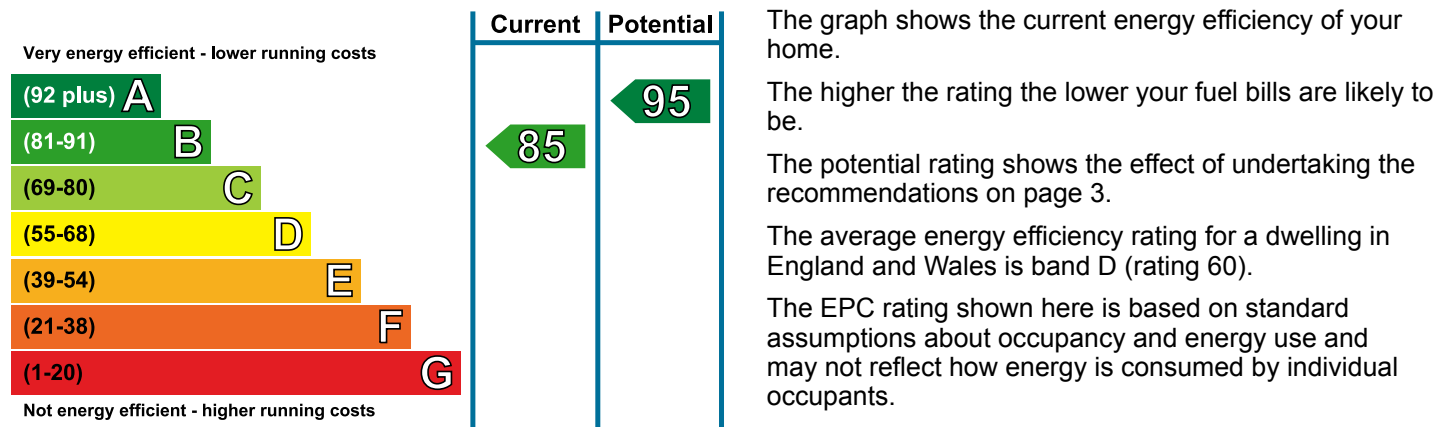 Current Potential
Very energy efficient - lower running costs
(92 plus) A
95
(81-91) B
85
(69-80) C
(55-68) D
(39-54) E
(21-38) F
(1-20) G
Not energy efficient - higher running costs
The graph shows the current energy efficiency of your
home.
The higher the rating the lower your fuel bills are likely to
be.
The potential rating shows the effect of undertaking the
recommendations on page 3.
The average energy efficiency rating for a dwelling in
England and Wales is band D (rating 60).
The EPC rating shown here is based on standard
assumptions about occupancy and energy use and
may not reflect how energy is consumed by individual
occupants.